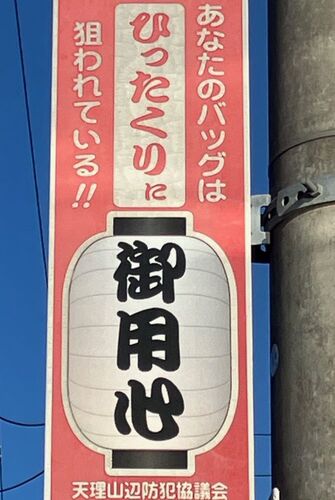 あなたのバッグは
ひったくりに
狙われている!!
御用心
天理山辺防犯協議会